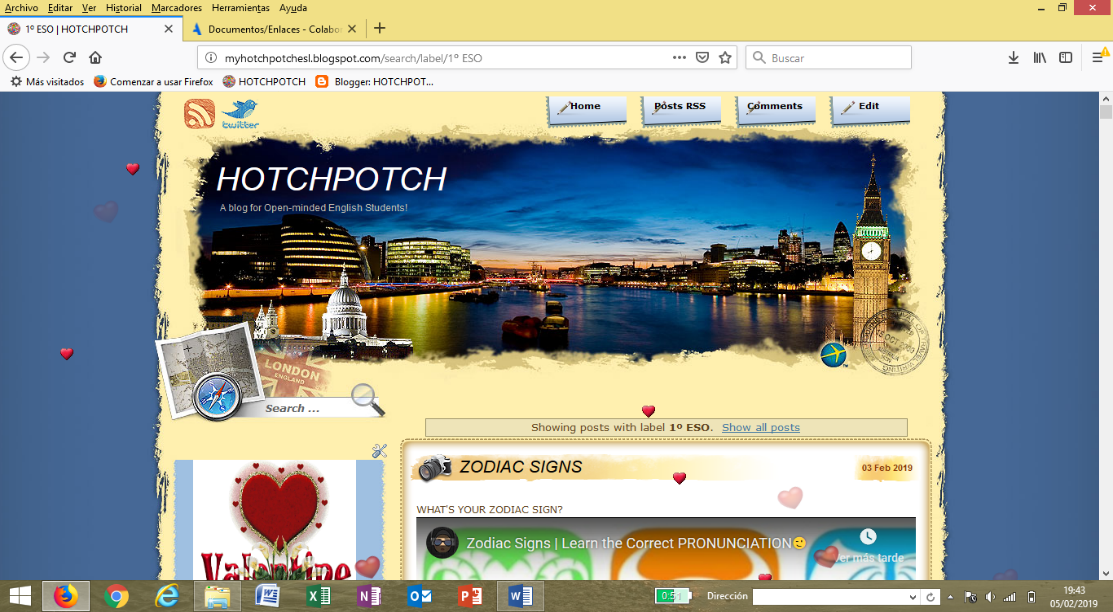 Archivo Editar Ver Historial Marcadores Herramientas Ayuda
1º ESO | HOTCHPOTCH
Documentos/Enlaces - Colabo
myhotchpotchesl.blogspot.com/search/label/1º ESO
Buscar
Más visitados Comenzar a usar Firefox HOTCHPOTCH Blogger: HOTCHPOT...
twitter
Home Posts RSS Comments Edit
HOTCHPOTCH
A blog for Open-minded English Students!
LONDON
ENGLAND
Search ...
Showing posts with label 1º ESO. Show all posts
ZODIAC SIGNS
03 Feb 2019
WHAT'S YOUR ZODIAC SIGN?
Zodiac Signs | Learn the Correct PRONUNCIATION
Ver más tarde
Valentine
Dirección
19:43
05/02/2019